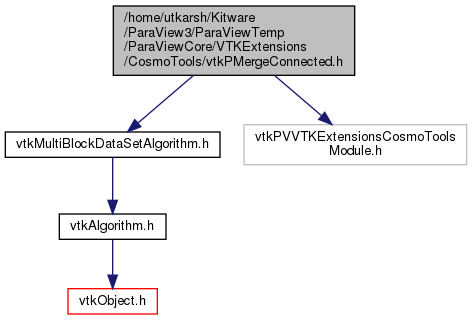 /home/utkarsh/Kitware
/ParaView3/ParaViewTemp
/ParaViewCore/VTKExtensions
/CosmoTools/vtkPMergeConnected.h
vtkMultiBlockDataSetAlgorithm.h
vtkPVVTKExtensionsCosmoTools
Module.h
vtkAlgorithm.h
vtkObject.h